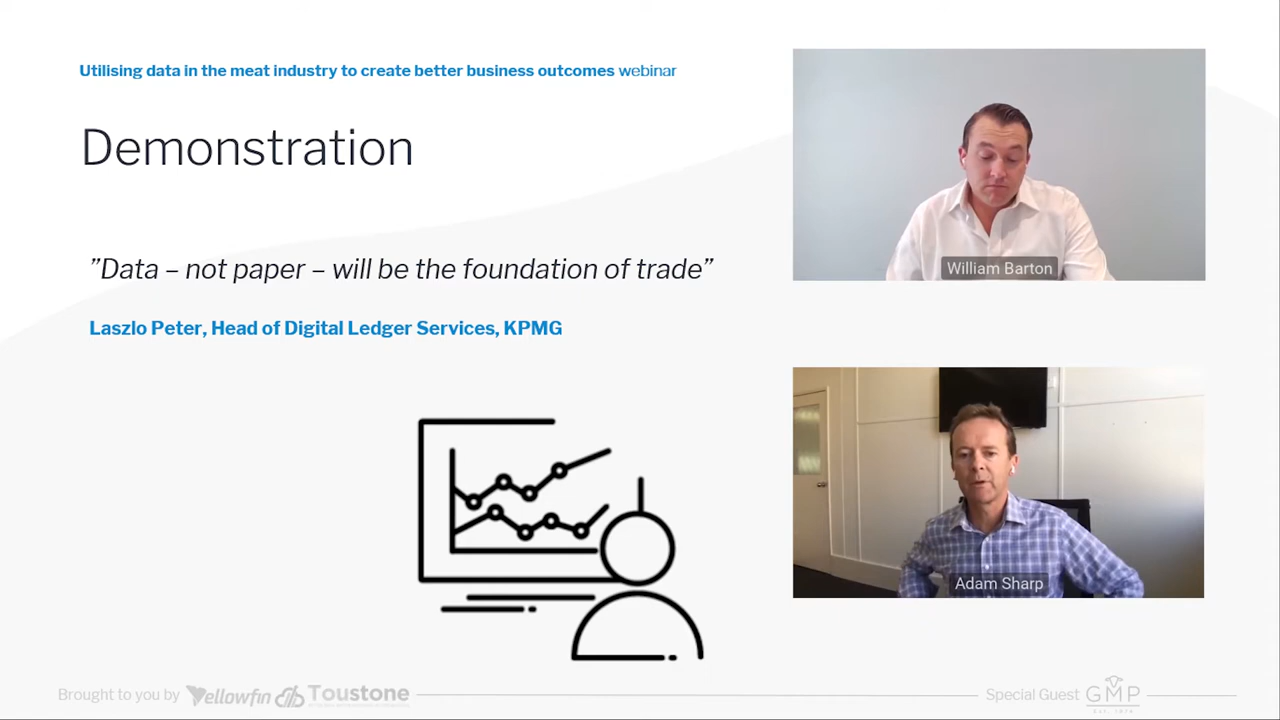 Utilising data in the meat industry to create better business outcomes webinar
Demonstration
”Data – not paper – will be the foundation of trade”
Laszlo Peter, Head of Digital Ledger Services, KPMG
William Barton
Adam Sharp
Brought to you by Yellowfin Toustone
Special Guest GMP
Est. 1976